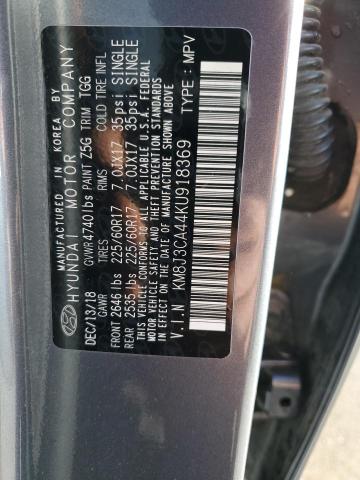 MANUFACTURED IN KOREA BY
HYUNDAI MOTOR COMPANY
GVWR 4740lbs PAINT Z5G TRIM TGG
DEC/13/18 GAWR TIRES RIMS COLD TIRE INFL
FRONT 2646 lbs 225/60R17 7.0JX17 35psi SINGLE
REAR 2535 lbs 225/60R17 7.0JX17 35psi SINGLE
THIS VEHICLE CONFORMS TO ALL APPLICABLE U.S.A. FEDERAL
MOTOR VEHICLE SAFETY, BUMPER, AND THEFT PREVENTION
STANDARDS IN EFFECT ON THE DATE OF MANUFACTURE SHOWN ABOVE.
V.I.N : KM8J3CA44KU918369 TYPE : MPV